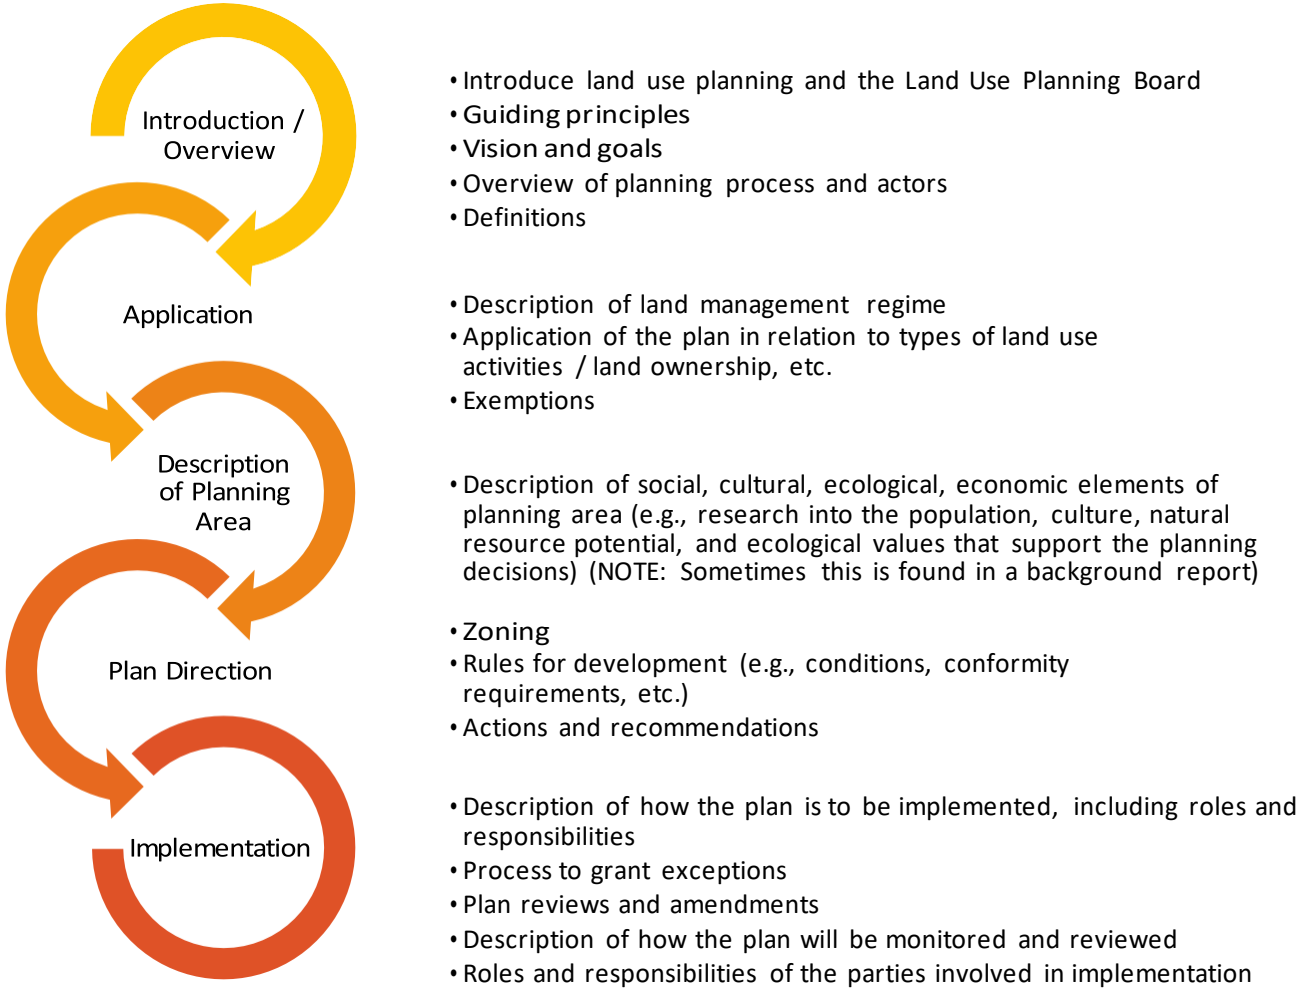 Introduction /
Overview
• Introduce land use planning and the Land Use Planning Board
• Guiding principles
• Vision and goals
• Overview of planning process and actors
• Definitions
Application
• Description of land management regime
• Application of the plan in relation to types of land use
activities / land ownership, etc.
• Exemptions
Description
of Planning
Area
• Description of social, cultural, ecological, economic elements of
planning area (e.g., research into the population, culture, natural
resource potential, and ecological values that support the planning
decisions) (NOTE: Sometimes this is found in a background report)
Plan Direction
• Zoning
• Rules for development (e.g., conditions, conformity
requirements, etc.)
• Actions and recommendations
Implementation
• Description of how the plan is to be implemented, including roles and
responsibilities
• Process to grant exceptions
• Plan reviews and amendments
• Description of how the plan will be monitored and reviewed
• Roles and responsibilities of the parties involved in implementation